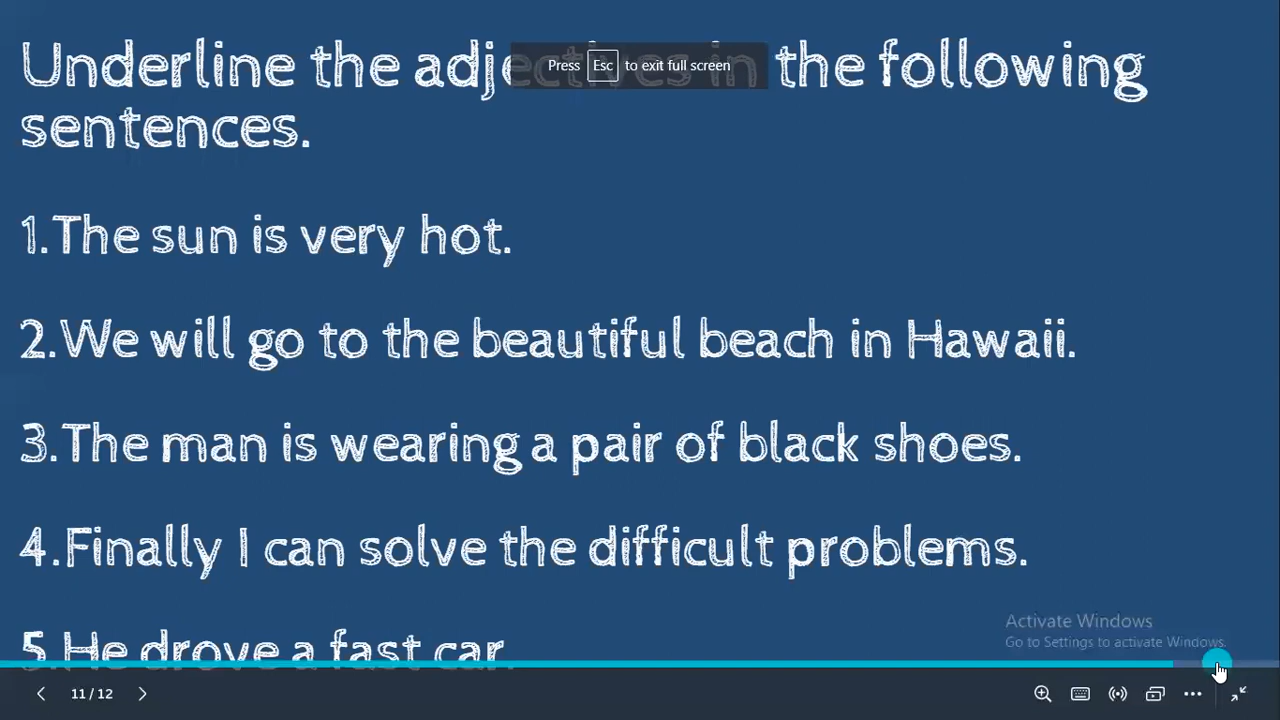 Underline the adjectives in the following
Press Esc to exit full screen
sentences.
1.The sun is very hot.
2.We will go to the beautiful beach in Hawaii.
3.The man is wearing a pair of black shoes.
4.Finally I can solve the difficult problems.
5.He drove a fast car.
Activate Windows
Go to Settings to activate Windows.
11 / 12